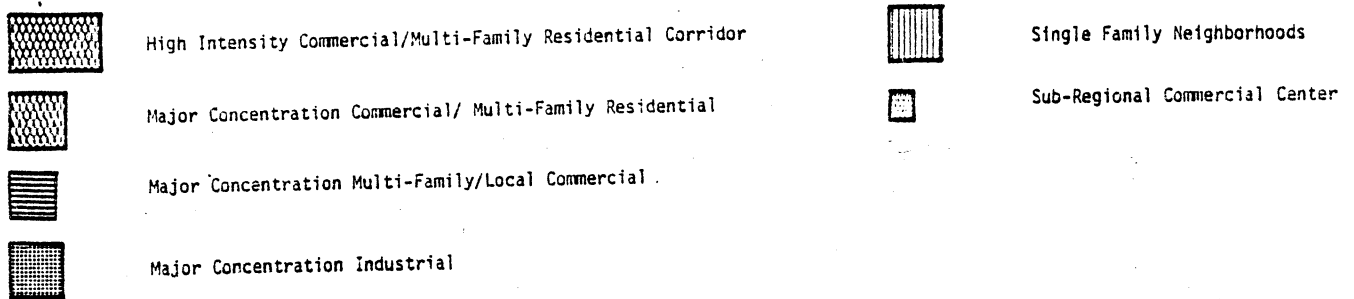 High Intensity Commercial/Multi-Family Residential Corridor
Major Concentration Commercial/ Multi-Family Residential
Major Concentration Multi-Family/Local Commercial
Major Concentration Industrial
Single Family Neighborhoods
Sub-Regional Commercial Center